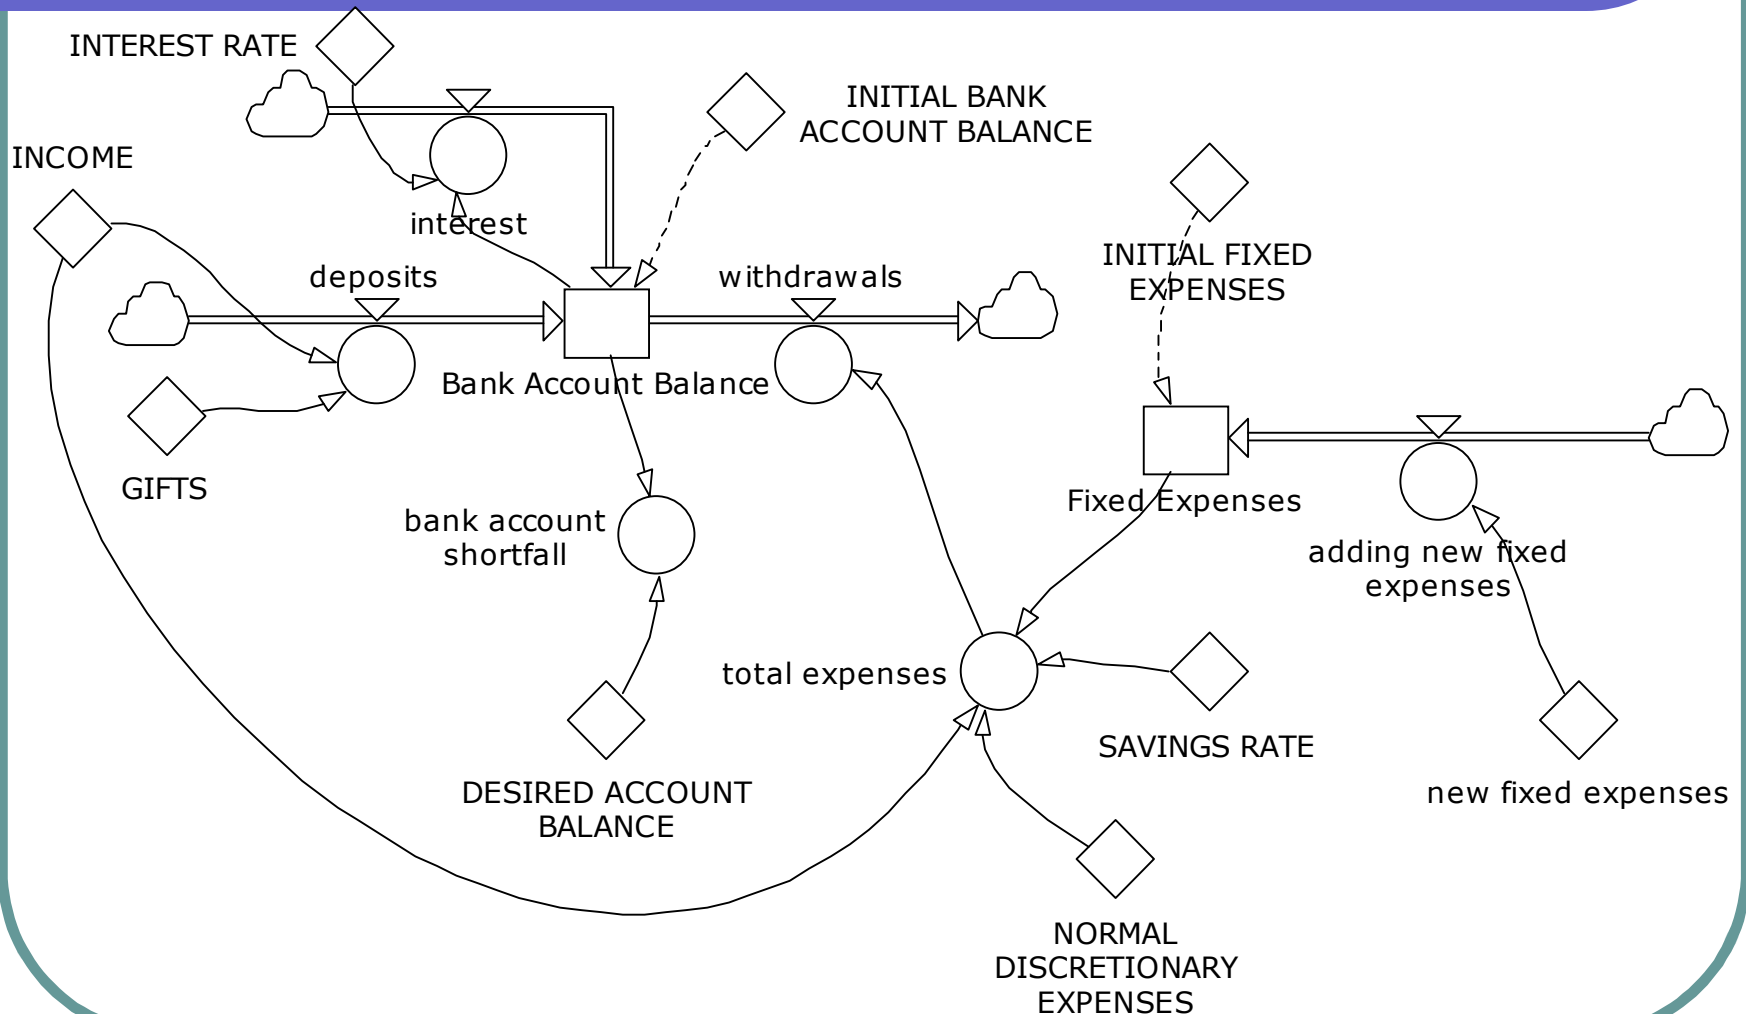 INTEREST RATE
INITIAL BANK
ACCOUNT BALANCE
INCOME
interest
INITIAL FIXED
EXPENSES
deposits
withdrawals
Bank Account Balance
GIFTS
Fixed Expenses
bank account
shortfall
adding new fixed
expenses
total expenses
SAVINGS RATE
DESIRED ACCOUNT
BALANCE
new fixed expenses
NORMAL
DISCRETIONARY
EXPENSES